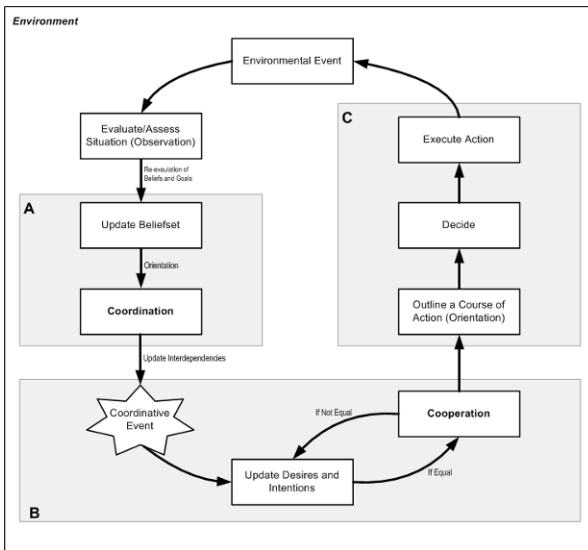 Environment
Environmental Event
Evaluate/Assess
Situation (Observation)
Re-evaulation of
Beliefs and Goals
A
Update Beliefset
Orientation
Coordination
Update Interdependencies
C
Execute Action
Decide
Outline a Course of
Action (Orientation)
Coordinative
Event
If Not Equal
Cooperation
Update Desires and
Intentions
If Equal
B